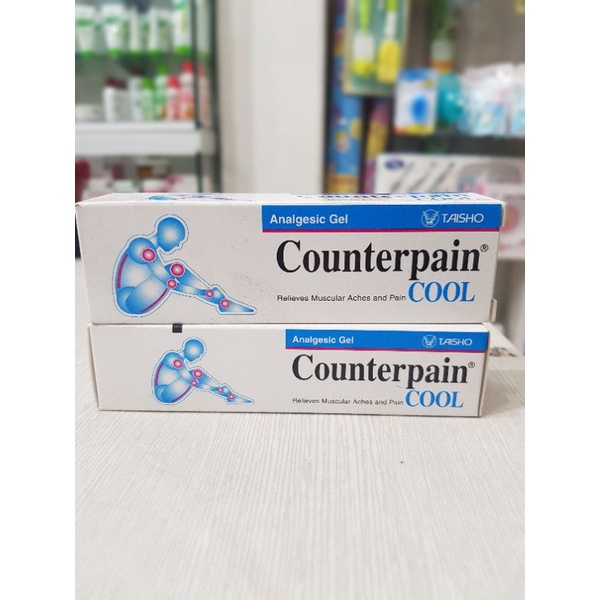 Analgesic Gel
TAISHO
Counterpain®
Relieves Muscular Aches and Pain COOL
Analgesic Gel
TAISHO
Counterpain®
Relieves Muscular Aches and Pain COOL